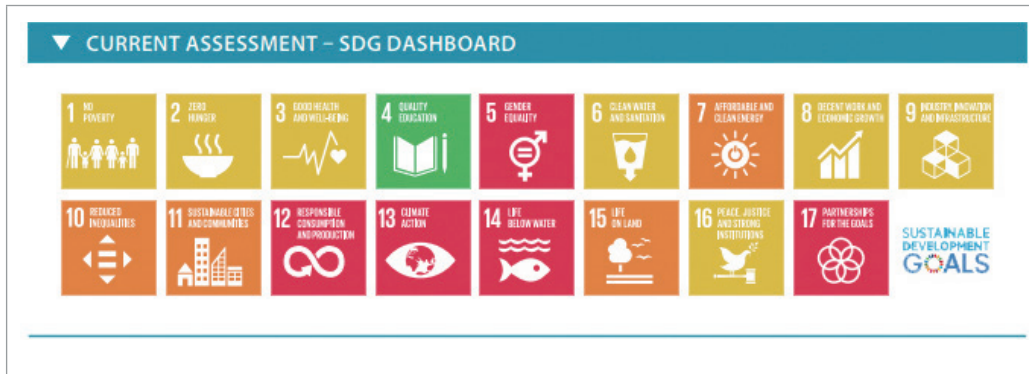 ▼ CURRENT ASSESSMENT – SDG DASHBOARD
1 NO
POVERTY
2 ZERO
HUNGER
3 GOOD HEALTH
AND WELL-BEING
4 QUALITY
EDUCATION
5 GENDER
EQUALITY
6 CLEAN WATER
AND SANITATION
7 AFFORDABLE AND
CLEAN ENERGY
8 DECENT WORK AND
ECONOMIC GROWTH
9 INDUSTRY, INNOVATION
AND INFRASTRUCTURE
10 REDUCED
INEQUALITIES
11 SUSTAINABLE CITIES
AND COMMUNITIES
12 RESPONSIBLE
CONSUMPTION
AND PRODUCTION
13 CLIMATE
ACTION
14 LIFE
BELOW WATER
15 LIFE
ON LAND
16 PEACE, JUSTICE
AND STRONG
INSTITUTIONS
17 PARTNERSHIPS
FOR THE GOALS
SUSTAINABLE
DEVELOPMENT
GOALS